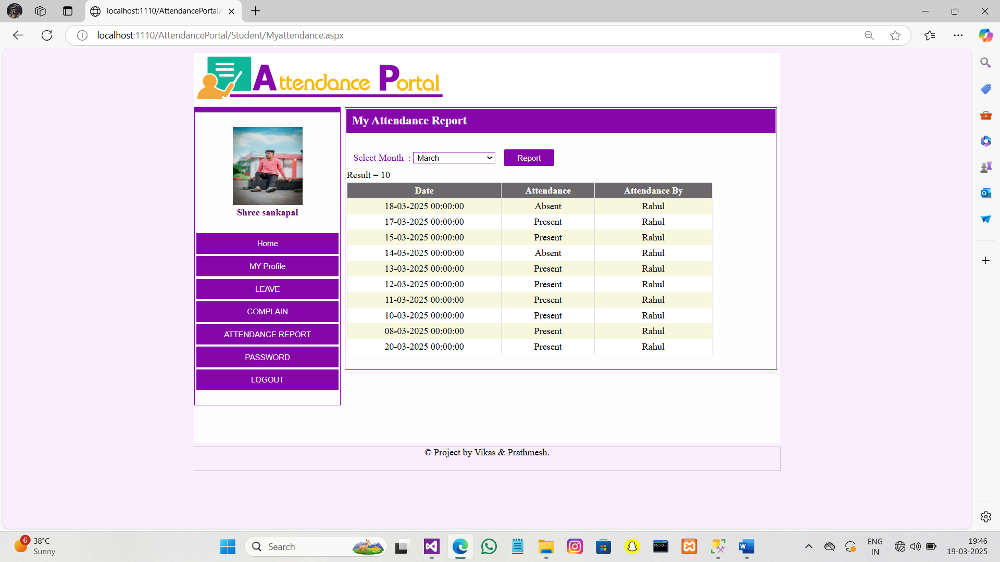 localhost:1110/AttendancePortal/
localhost:1110/AttendancePortal/Student/Myattendance.aspx
Attendance Portal
Shree sankapal
Home
MY Profile
LEAVE
COMPLAIN
ATTENDANCE REPORT
PASSWORD
LOGOUT
My Attendance Report
Select Month : March Report
Result = 10
Date Attendance Attendance By
18-03-2025 00:00:00 Absent Rahul
17-03-2025 00:00:00 Present Rahul
15-03-2025 00:00:00 Present Rahul
14-03-2025 00:00:00 Absent Rahul
13-03-2025 00:00:00 Present Rahul
12-03-2025 00:00:00 Present Rahul
11-03-2025 00:00:00 Present Rahul
10-03-2025 00:00:00 Present Rahul
08-03-2025 00:00:00 Present Rahul
20-03-2025 00:00:00 Present Rahul
© Project by Vikas & Prathmesh.
6
38°C
Sunny
Search
MySQL
W
ENG
IN
19:46
19-03-2025